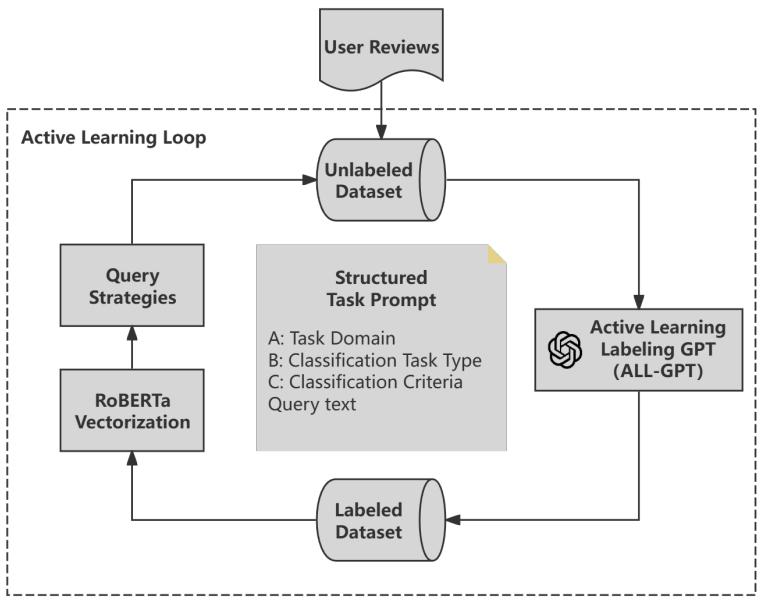 User Reviews
Active Learning Loop
Unlabeled
Dataset
Query
Strategies
Structured
Task Prompt
A: Task Domain
B: Classification Task Type
C: Classification Criteria
Query text
Active Learning
Labeling GPT
(ALL-GPT)
RoBERTa
Vectorization
Labeled
Dataset